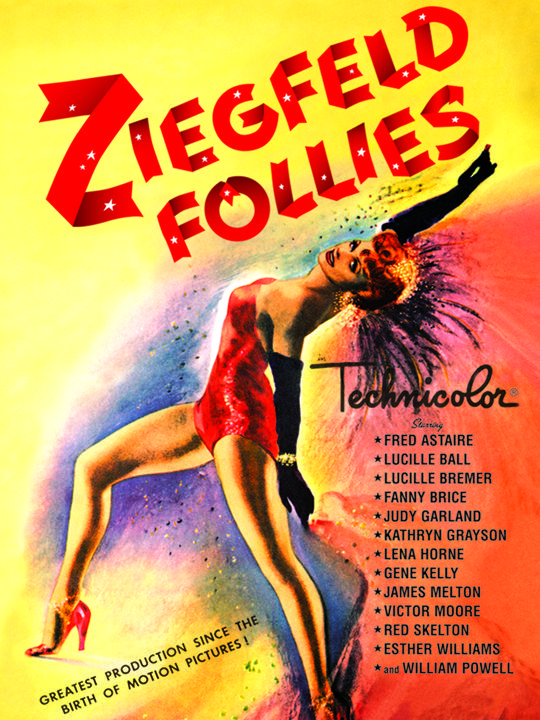 ZIEGFELD
FOLLIES
Technicolor®
Starring
★ FRED ASTAIRE
★ LUCILLE BALL
★ LUCILLE BREMER
★ FANNY BRICE
★ JUDY GARLAND
★ KATHRYN GRAYSON
★ LENA HORNE
★ GENE KELLY
★ JAMES MELTON
★ VICTOR MOORE
★ RED SKELTON
★ ESTHER WILLIAMS
★ and WILLIAM POWELL
GREATEST PRODUCTION SINCE THE
BIRTH OF MOTION PICTURES!